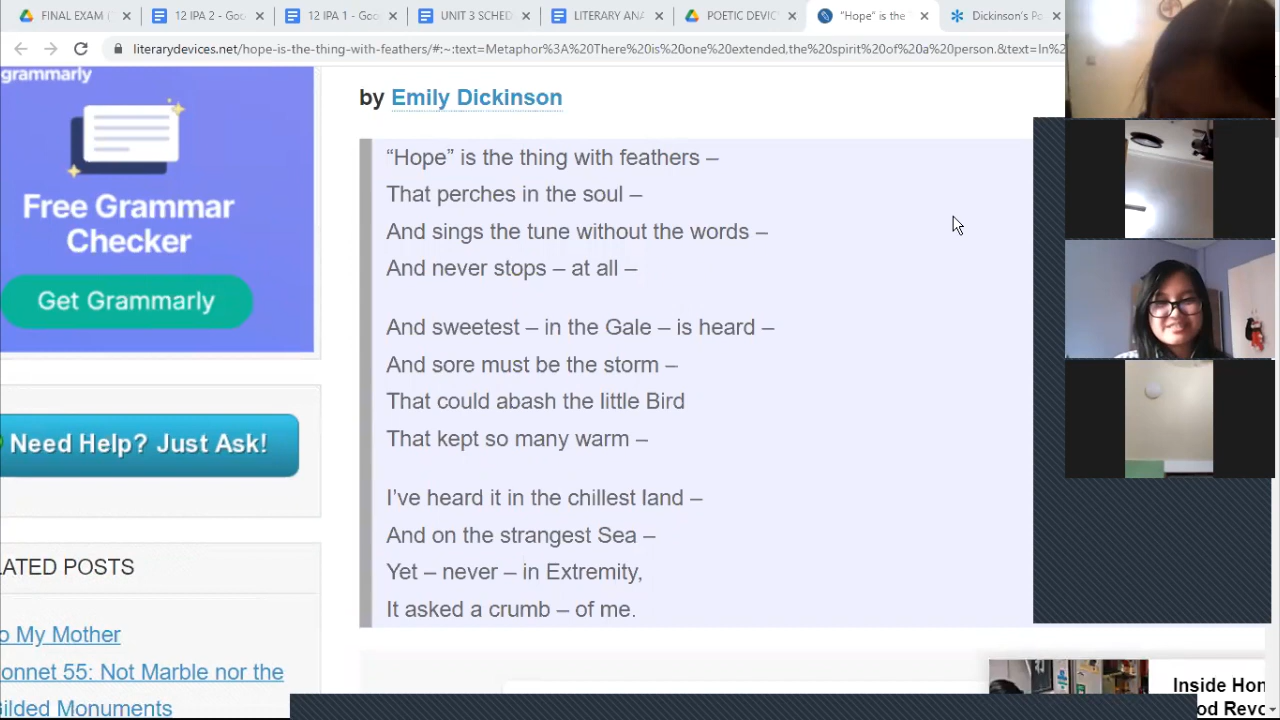 FINAL EXAM (
12 IPA 2 - Goo
12 IPA 1 - Goo
UNIT 3 SCHED
LITERARY ANA
POETIC DEVIC
“Hope” is the
Dickinson's Po
literarydevices.net/hope-is-the-thing-with-feathers/#:~:text=Metaphor%3A%20There%20is%20one%20extended,the%20spirit%20of%20a%20person.&text=In%
grammarly
Free Grammar
Checker
Get Grammarly
Need Help? Just Ask!
LATED POSTS
o My Mother
onnet 55: Not Marble nor the
ilded Monuments
by Emily Dickinson
“Hope” is the thing with feathers –
That perches in the soul –
And sings the tune without the words –
And never stops – at all –
And sweetest – in the Gale – is heard –
And sore must be the storm –
That could abash the little Bird
That kept so many warm –
I’ve heard it in the chillest land –
And on the strangest Sea –
Yet – never – in Extremity,
It asked a crumb – of me.
Inside Hon
od Revo